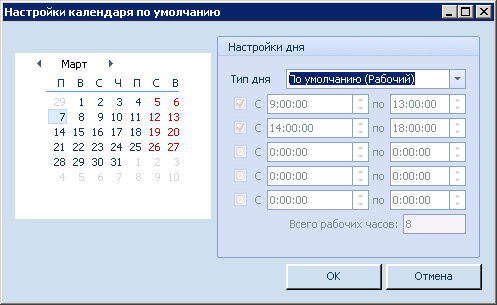 Настройки календаря по умолчанию
Март
П В С Ч П С В
29 1 2 3 4 5 6
7 8 9 10 11 12 13
14 15 16 17 18 19 20
21 22 23 24 25 26 27
28 29 30 31 1 2 3
4 5 6 7 8 9 10
Настройки дня
Тип дня По умолчанию (Рабочий)
С 9:00:00 по 13:00:00
С 14:00:00 по 18:00:00
С 0:00:00 по 0:00:00
С 0:00:00 по 0:00:00
С 0:00:00 по 0:00:00
Всего рабочих часов: 8
OK Отмена